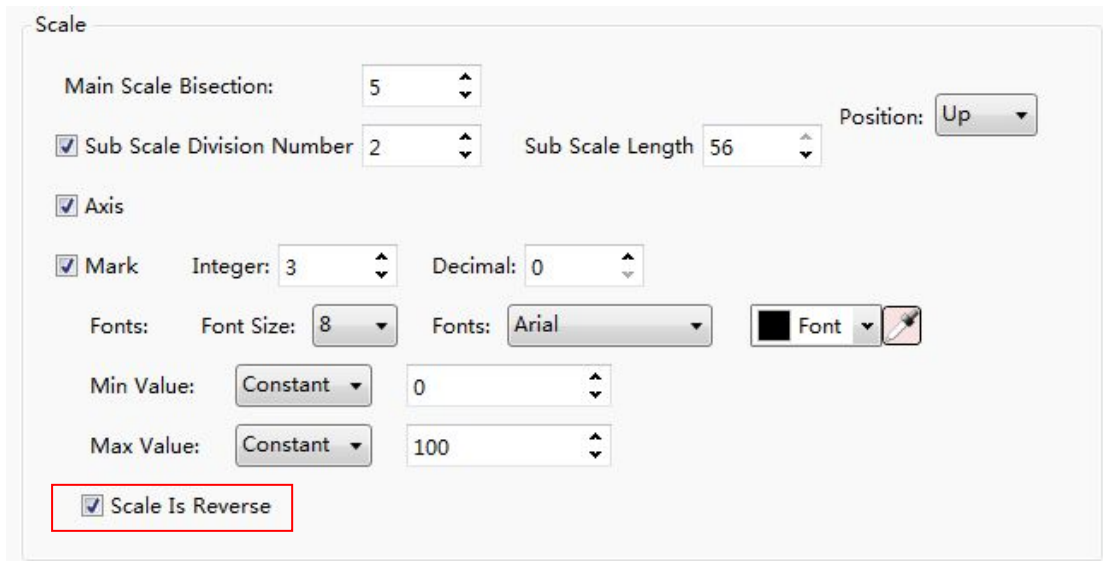 Scale
Main Scale Bisection: 5
Position: Up
Sub Scale Division Number 2 Sub Scale Length 56
Axis
Mark Integer: 3 Decimal: 0
Fonts: Font Size: 8 Fonts: Arial Font
Min Value: Constant 0
Max Value: Constant 100
Scale Is Reverse